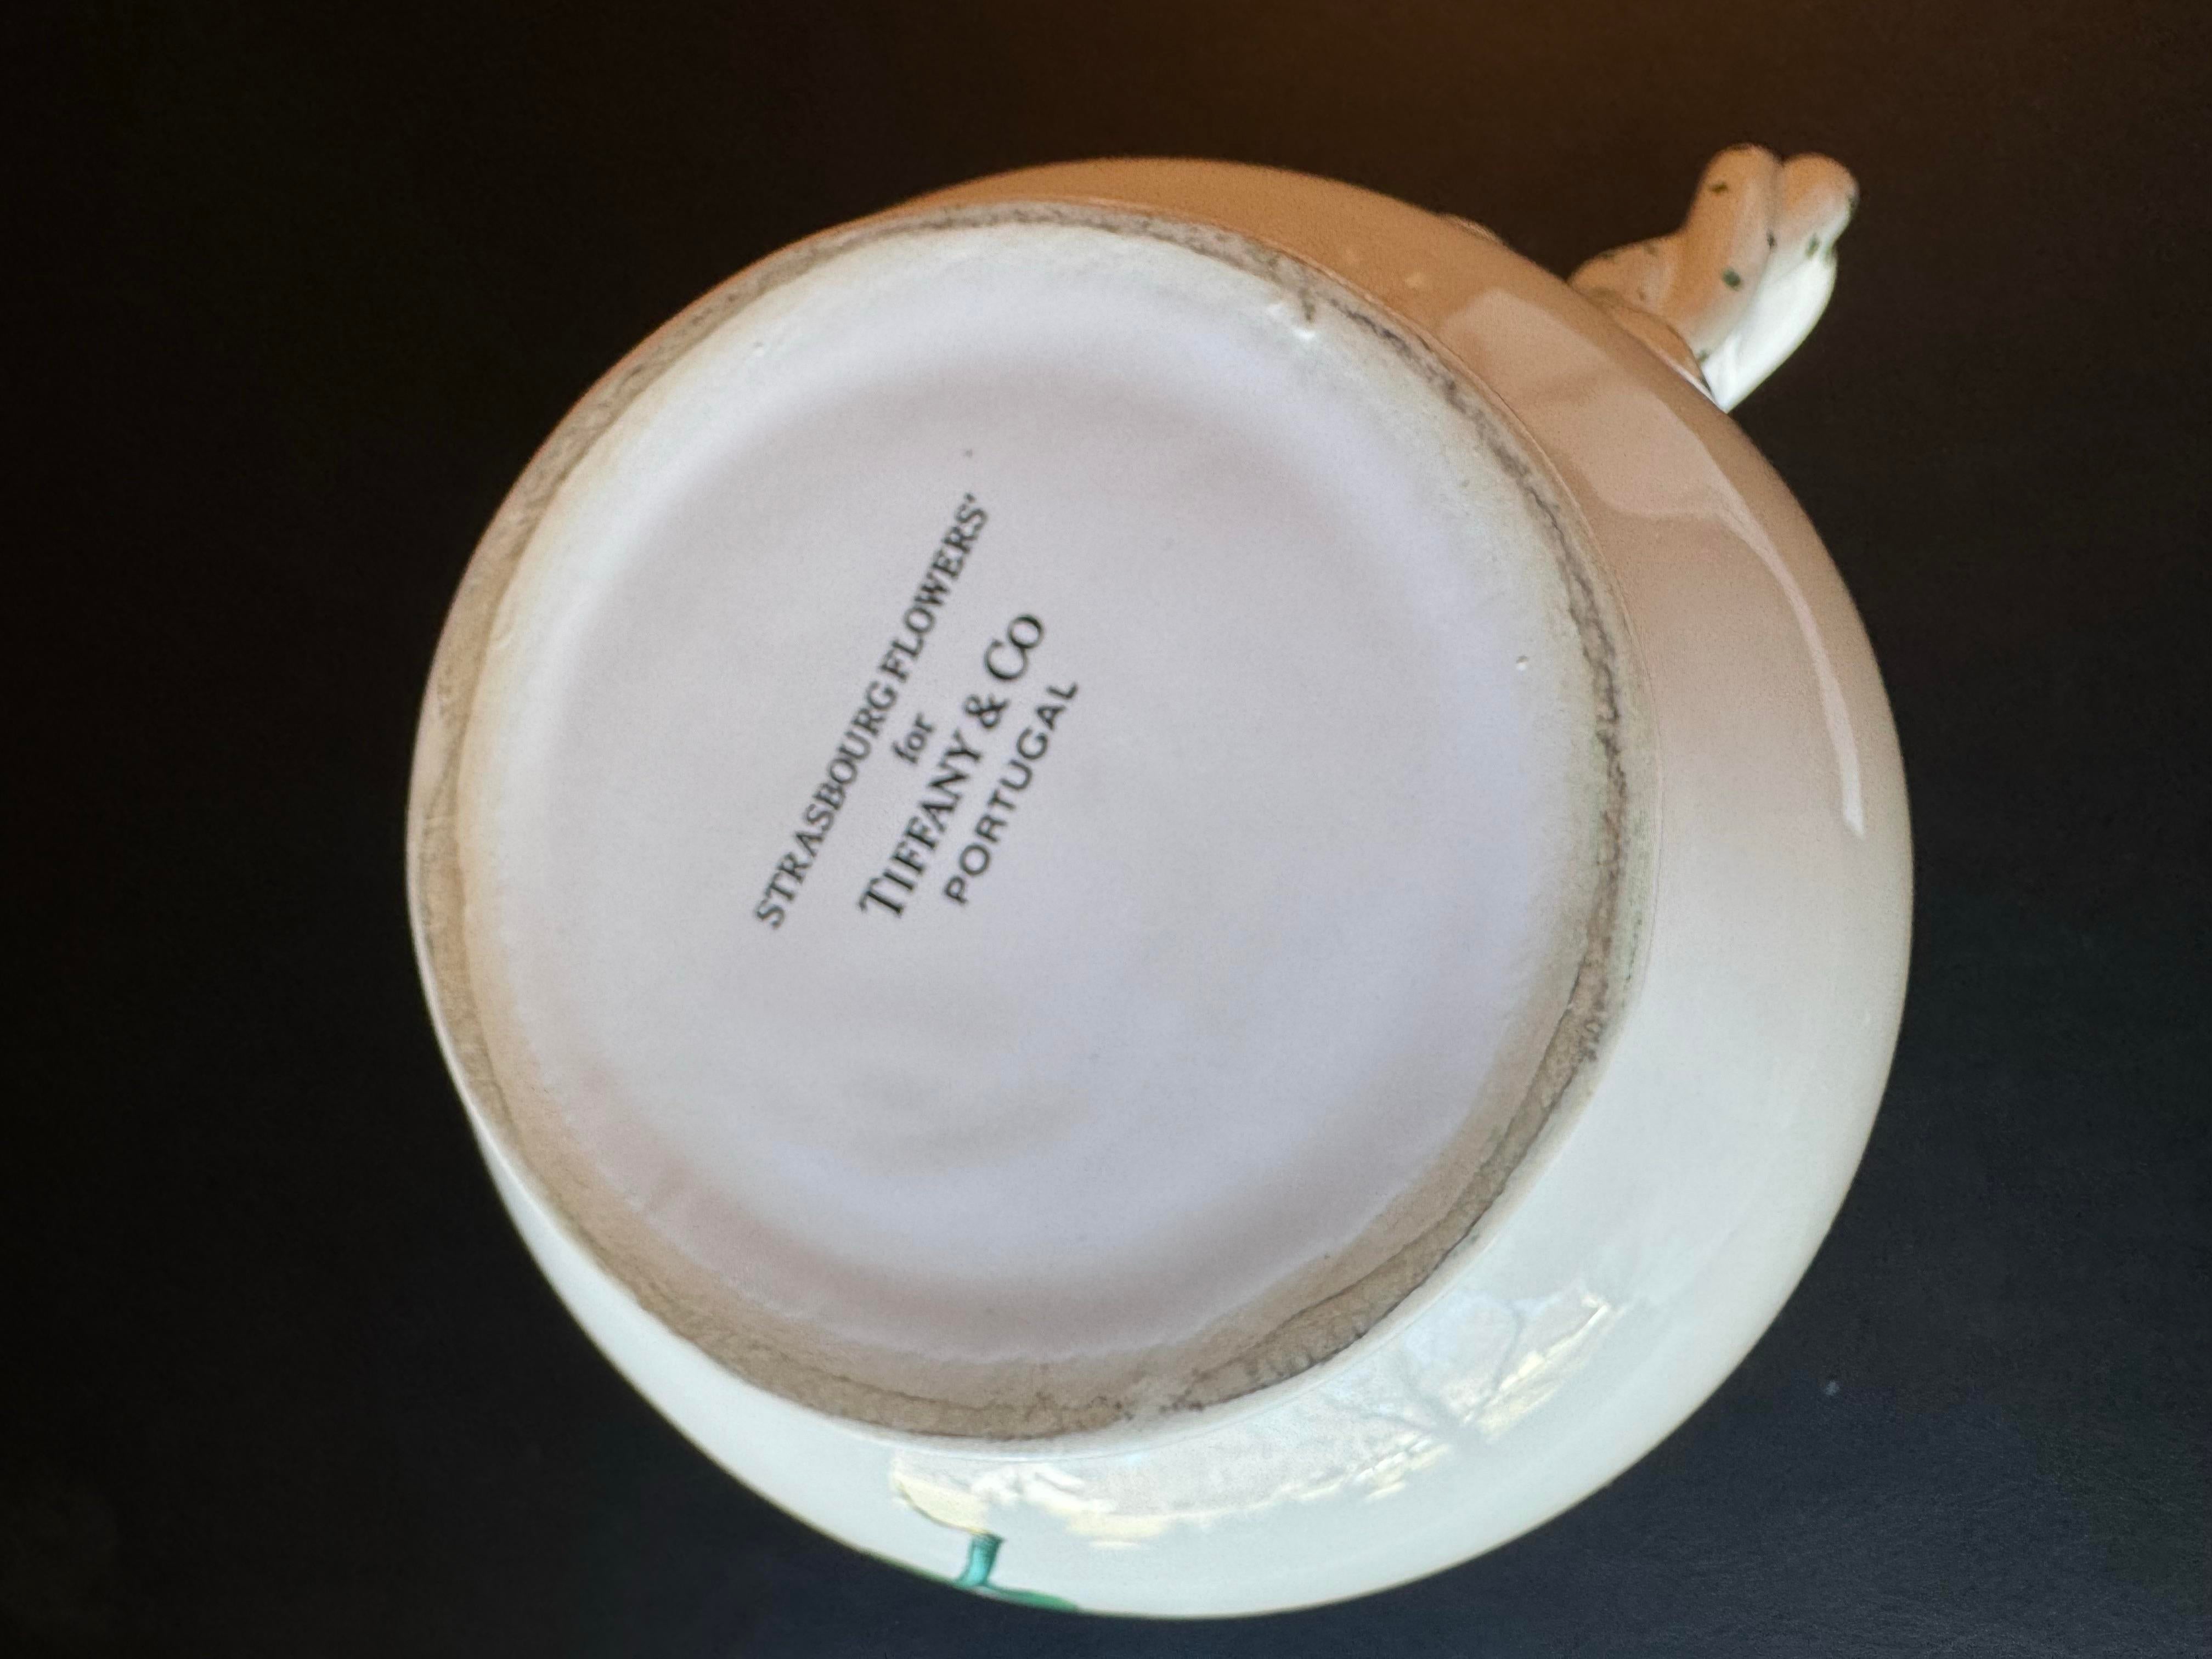 STRASBOURG FLOWERS'
for
TIFFANY & CO
PORTUGAL